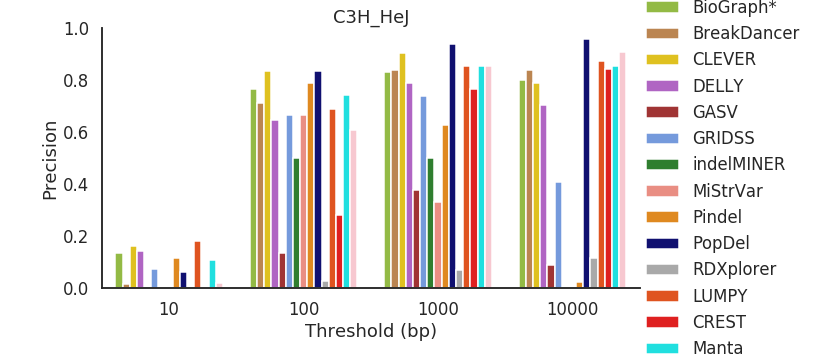 C3H_HeJ
Precision
1.0
0.8
0.6
0.4
0.2
0.0
10
100
1000
10000
Threshold (bp)
BioGraph*
BreakDancer
CLEVER
DELLY
GASV
GRIDSS
indelMINER
MiStrVar
Pindel
PopDel
RDXplorer
LUMPY
CREST
Manta